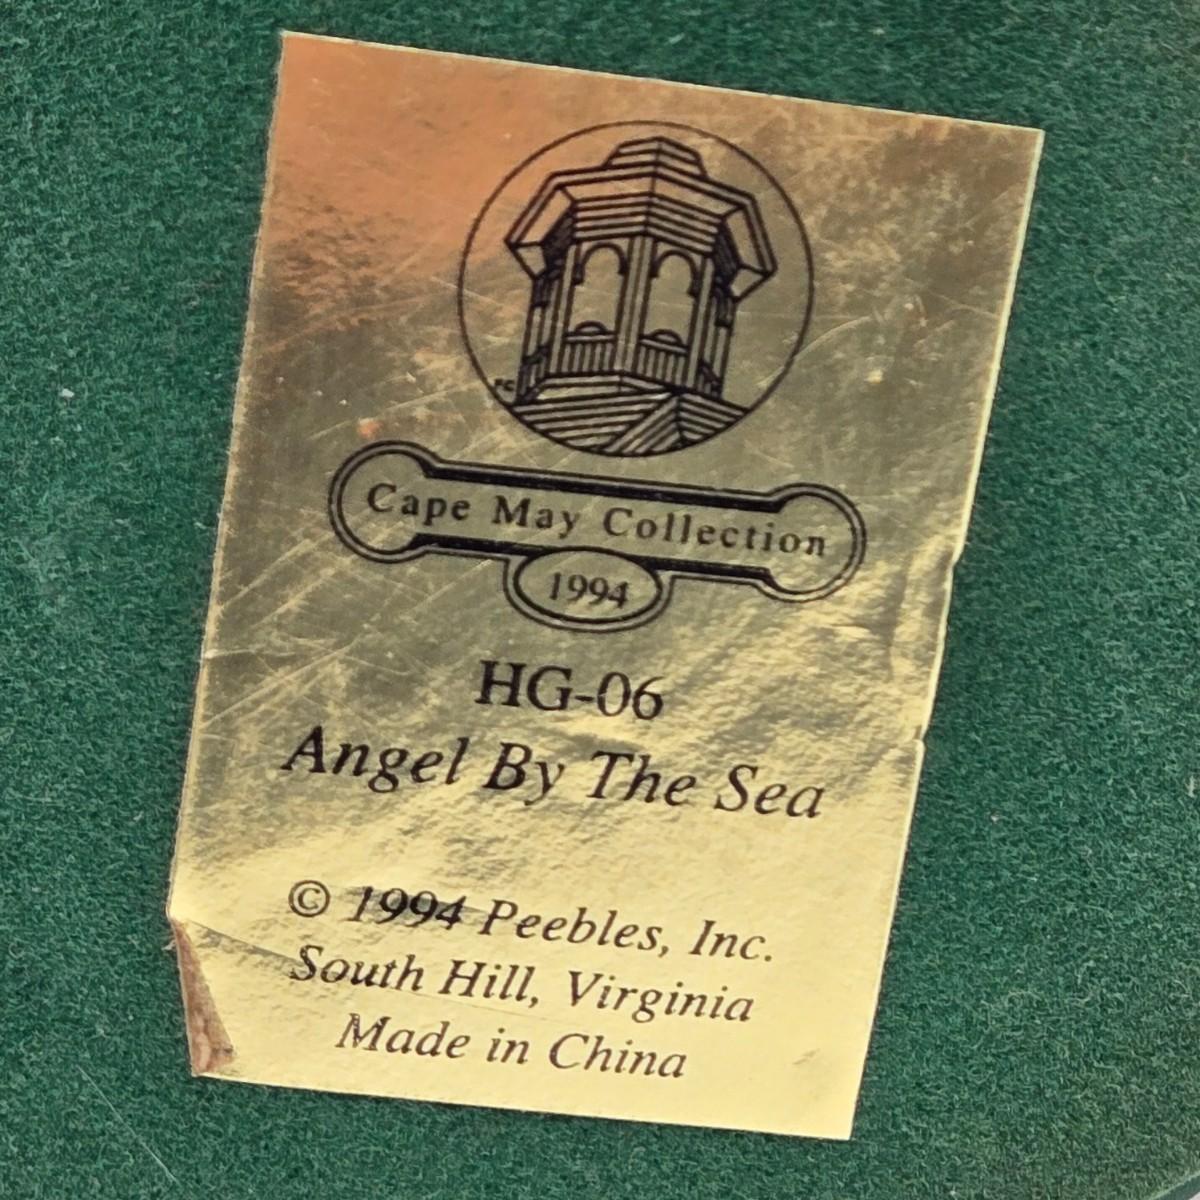 FC
Cape May Collection
1994
HG-06
Angel By The Sea
© 1994 Peebles, Inc.
South Hill, Virginia
Made in China